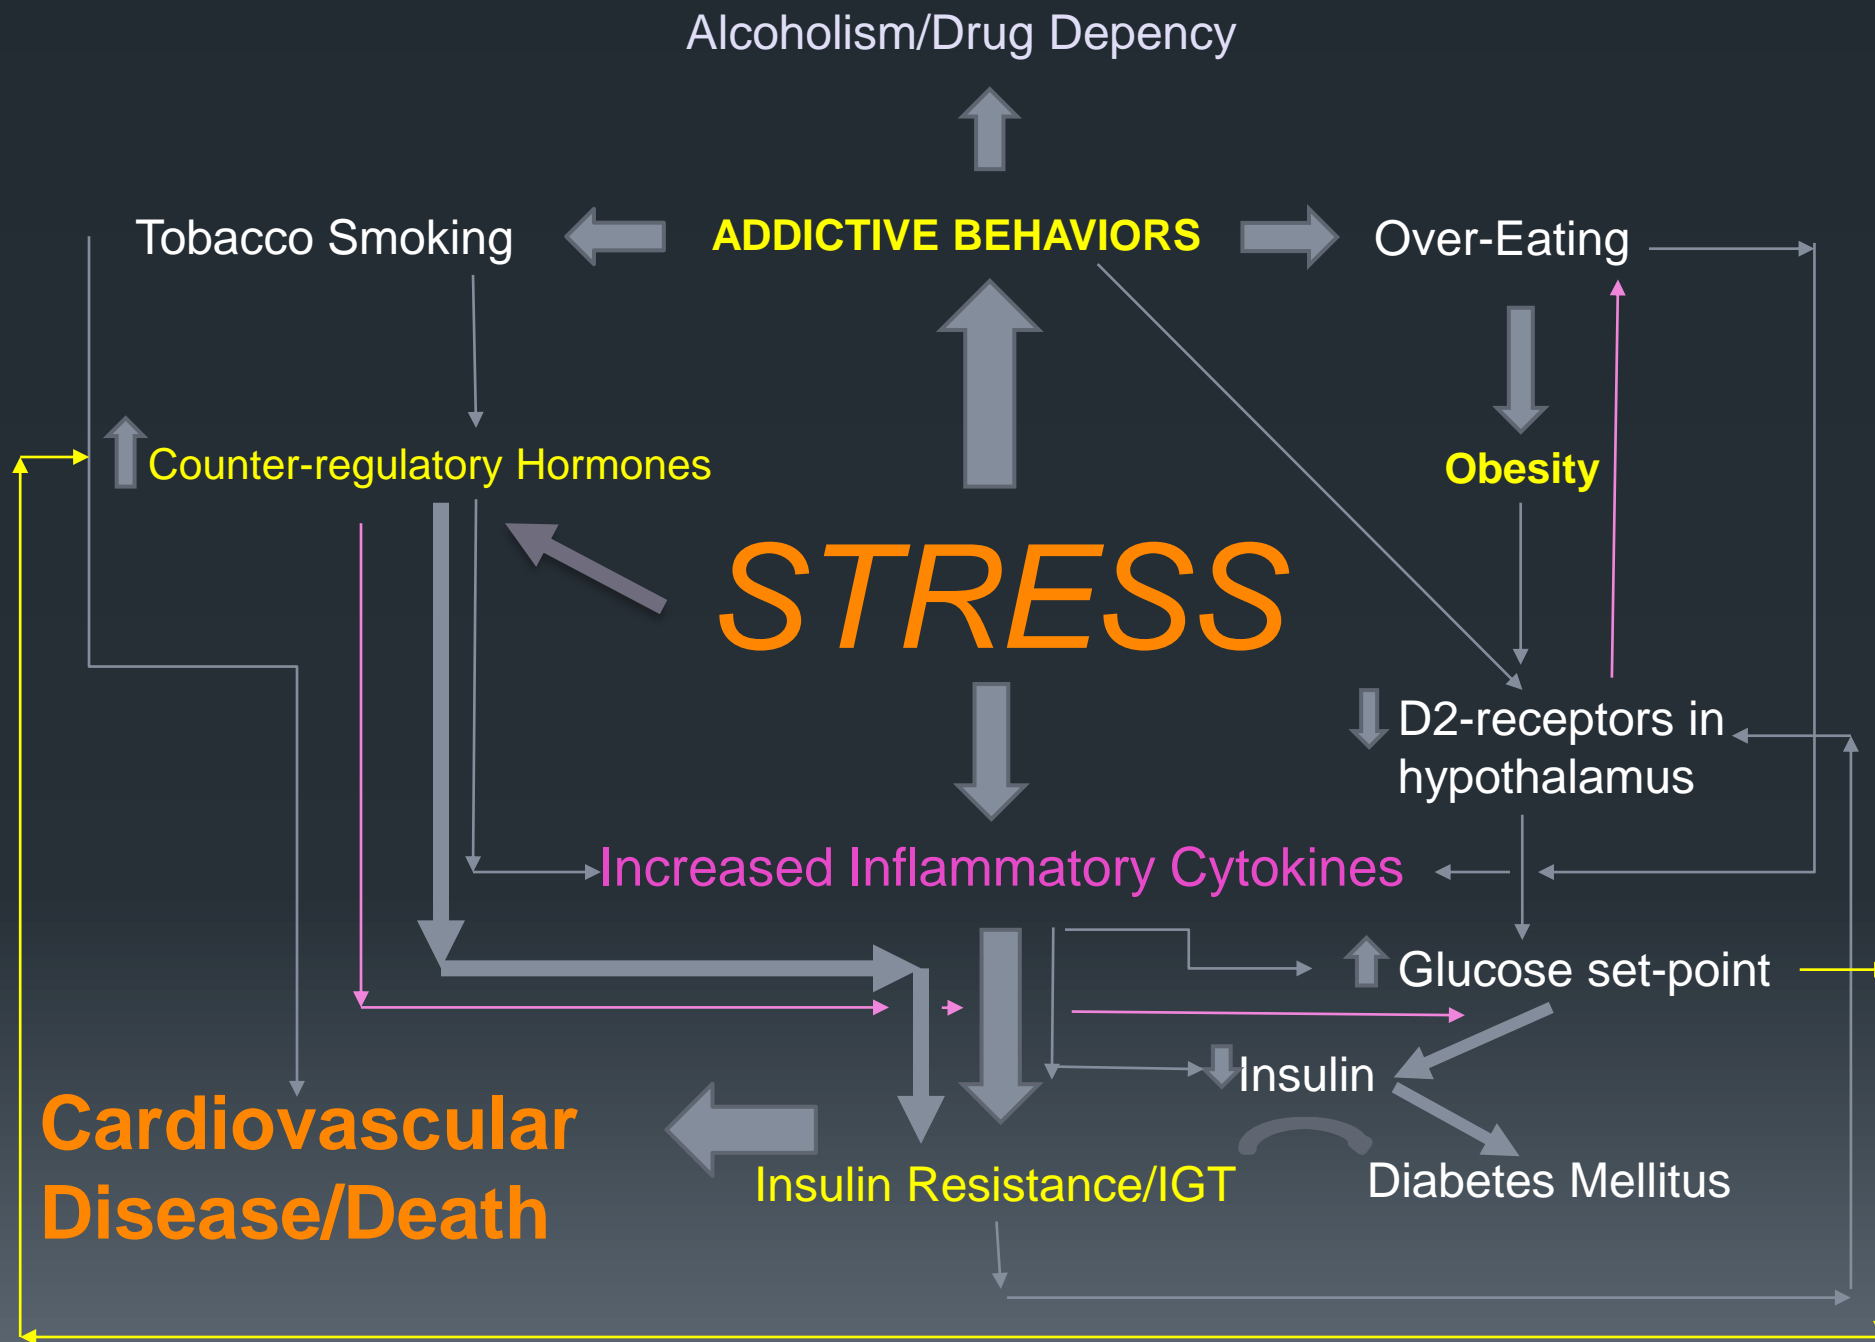 Alcoholism/Drug Depency
Tobacco Smoking
ADDICTIVE BEHAVIORS
Over-Eating
Counter-regulatory Hormones
Obesity
STRESS
D2-receptors in
hypothalamus
Increased Inflammatory Cytokines
Glucose set-point
Insulin
Cardiovascular
Disease/Death
Insulin Resistance/IGT
Diabetes Mellitus